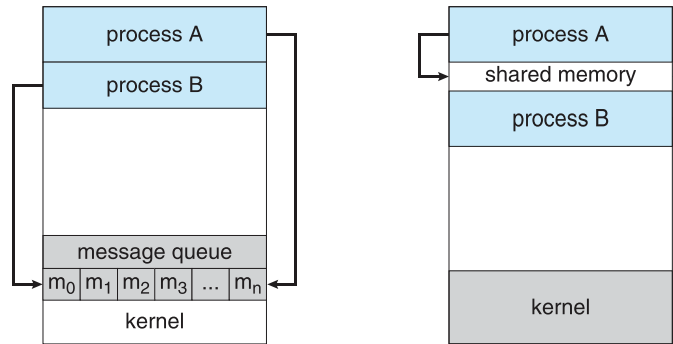 process A
process B
message queue
m0 m1 m2 m3 ... mn
kernel
process A
shared memory
process B
kernel